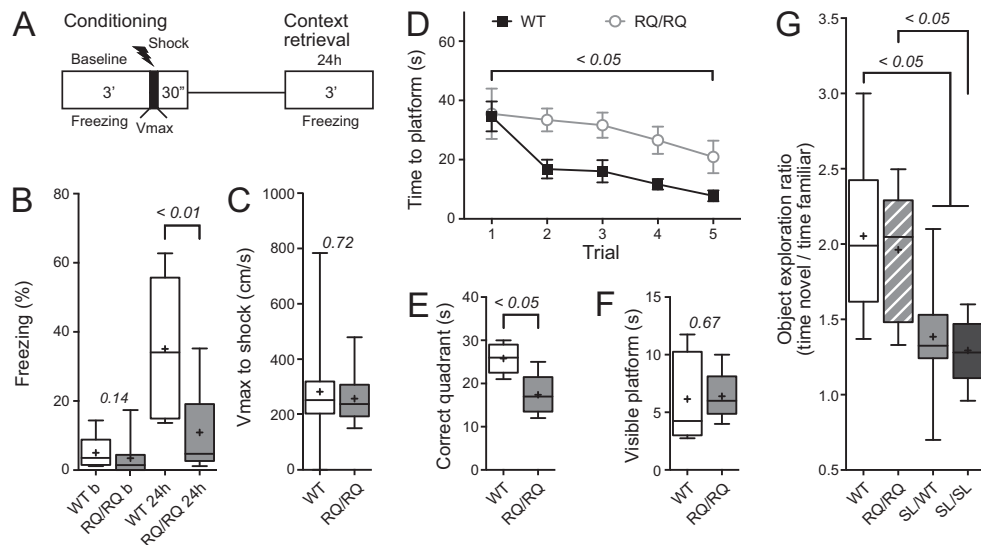 A
Conditioning
Shock
Baseline
3'
30"
Freezing
Vmax
Context
retrieval
24h
3'
Freezing
B
Freezing (%)
80
60
40
20
0
0.14
< 0.01
WT b
RQ/RQ b
WT 24h
RQ/RQ 24h
C
Vmax to shock (cm/s)
1000
800
600
400
200
0
0.72
WT
RQ/RQ
D
WT
RQ/RQ
Time to platform (s)
60
40
20
0
< 0.05
1
2
3
4
5
Trial
E
Correct quadrant (s)
40
30
20
10
0
< 0.05
WT
RQ/RQ
F
Visible platform (s)
15
10
5
0
0.67
WT
RQ/RQ
G
Object exploration ratio
(time novel / time familiar)
3.0
2.5
2.0
1.5
1.0
0.5
< 0.05
< 0.05
WT
RQ/RQ
SL/WT
SL/SL